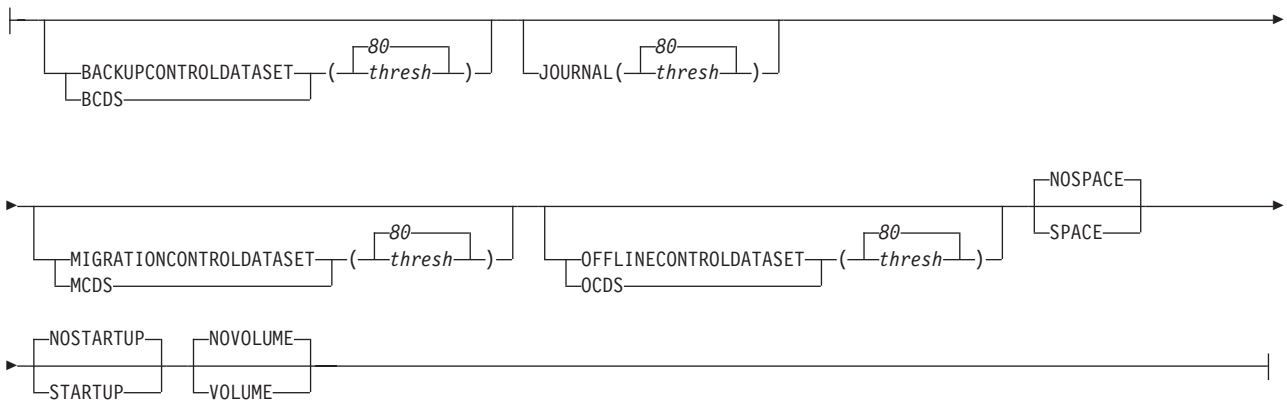 80 80
BACKUPCONTROLDATASET ( thresh ) JOURNAL( thresh )
BCDS
NOSPACE
80 80 SPACE
MIGRATIONCONTROLDATASET ( thresh ) OFFLINECONTROLDATASET ( thresh )
MCDS OCDS
NOSTARTUP NOVOLUME
STARTUP VOLUME